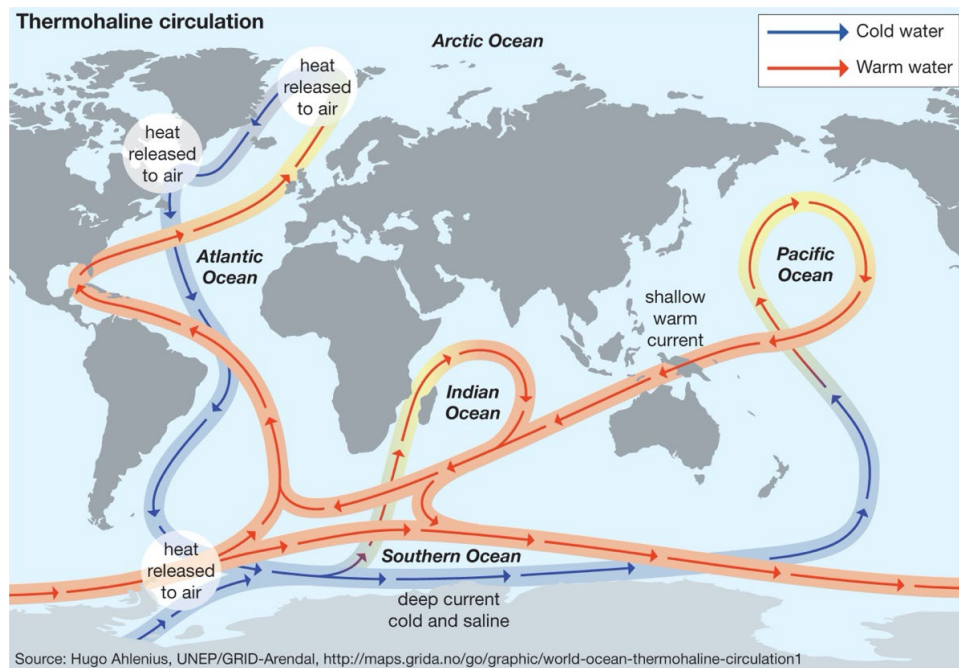 Thermohaline circulation
Arctic Ocean
Cold water
Warm water
heat
released
to air
heat
released
to air
Atlantic
Ocean
Pacific
Ocean
shallow
warm
current
Indian
Ocean
heat
released
to air
Southern Ocean
deep current
cold and saline
Source: Hugo Ahlenius, UNEP/GRID-Arendal, http://maps.grida.no/go/graphic/world-ocean-thermohaline-circulation1